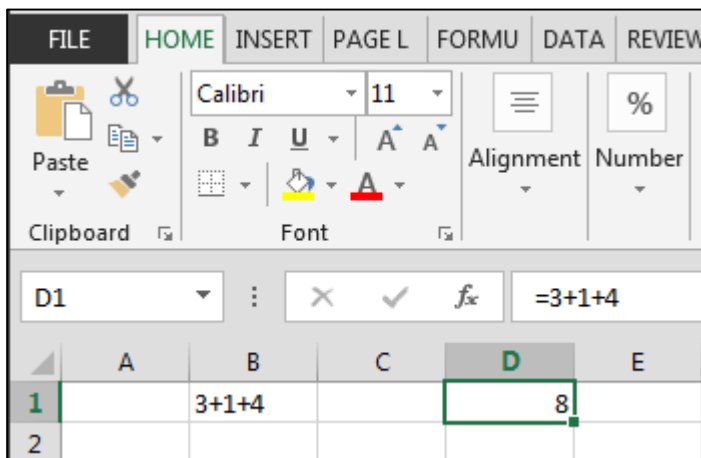 FILE HOME INSERT PAGE L FORMU DATA REVIEW
Calibri 11
B I U A A
Paste
A
Alignment
%
Number
Clipboard Font
D1 fx =3+1+4
A B C D E
1 3+1+4 8
2